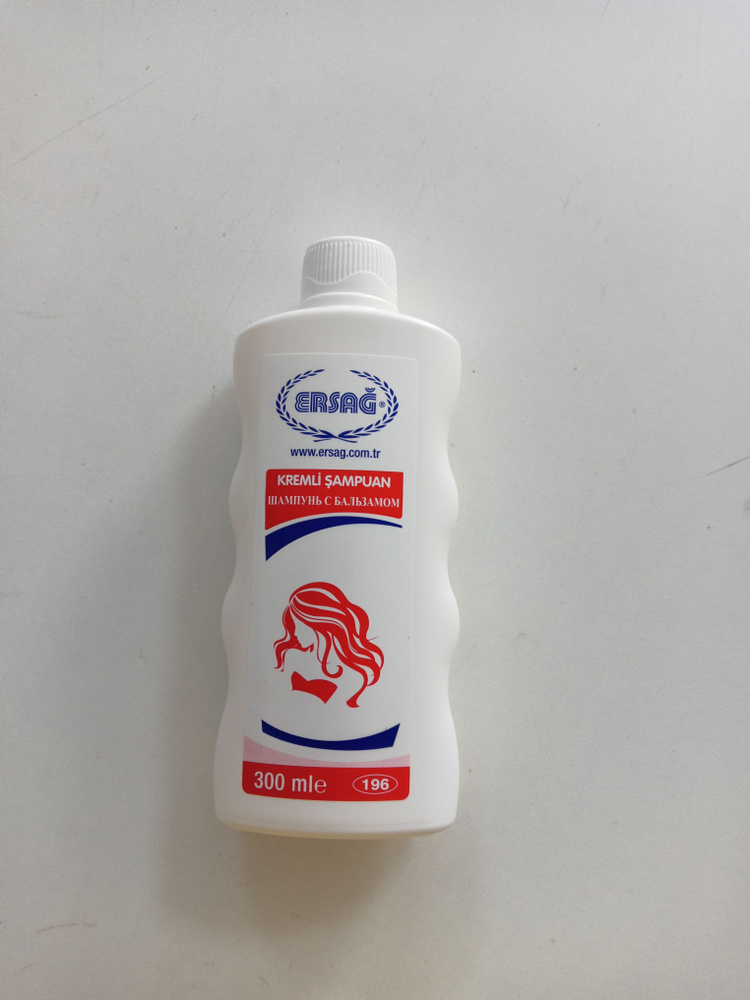 ERSAĞ®
www.ersag.com.tr
KREMLİ ŞAMPUAN
ШАМПУНЬ С БАЛЬЗАМОМ
300 ml℮ 196